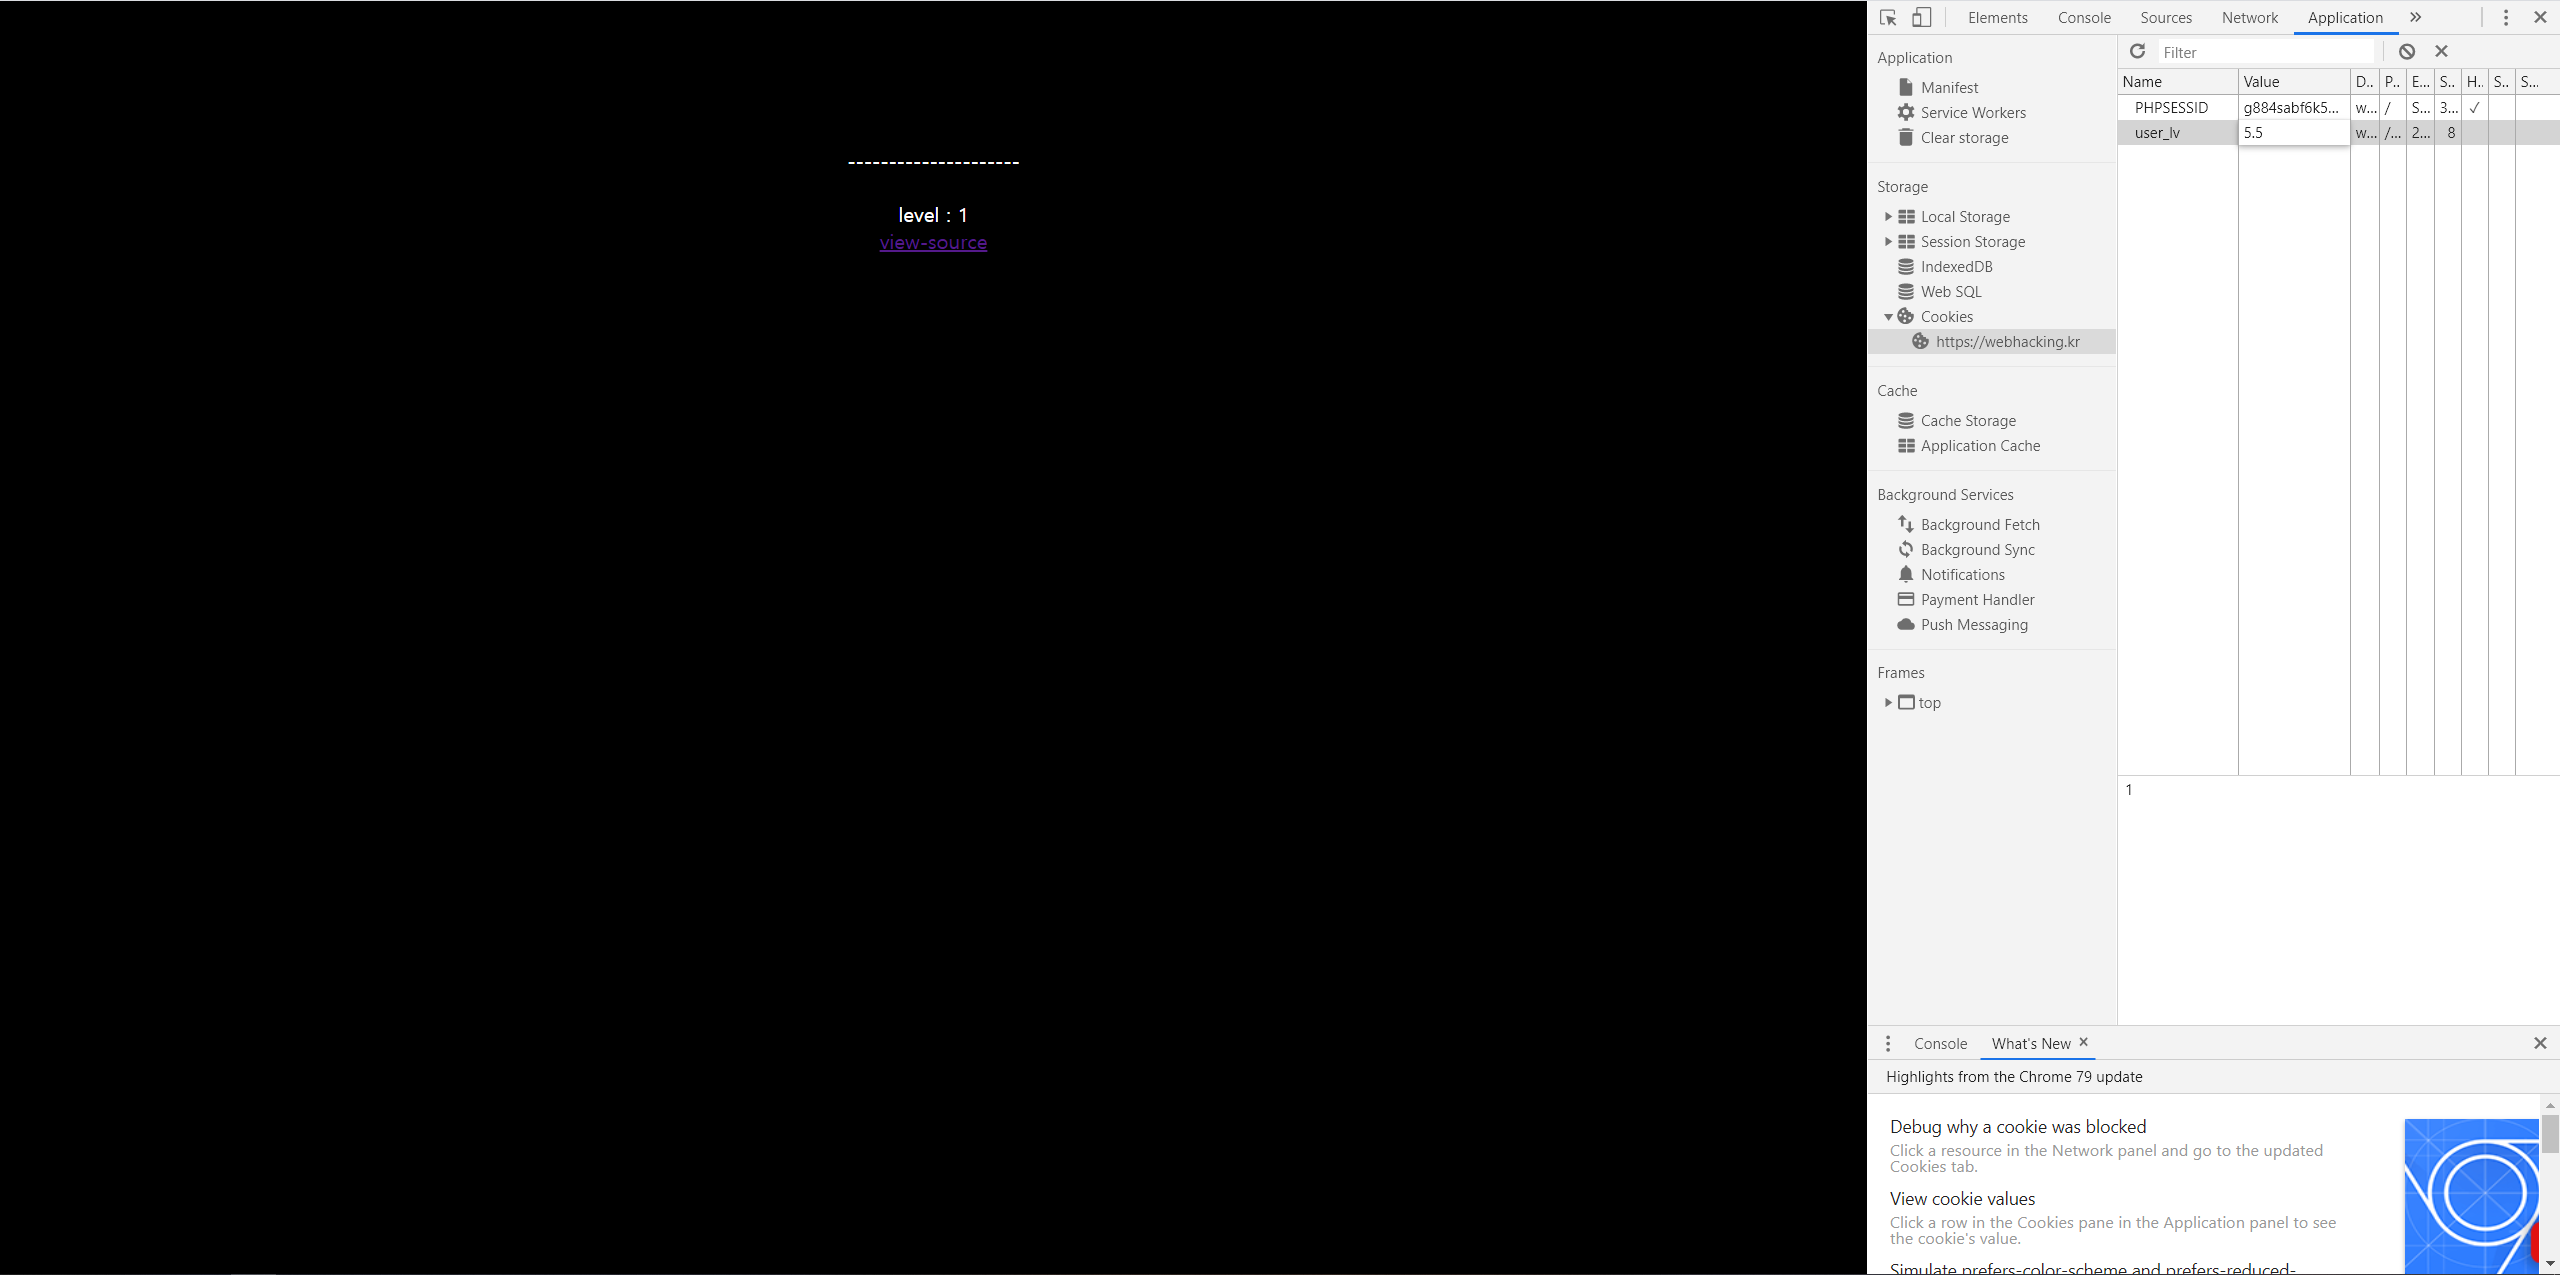 ---------------------
level : 1
view-source
Elements Console Sources Network Application
Application
Manifest
Service Workers
Clear storage
Storage
Local Storage
Session Storage
IndexedDB
Web SQL
Cookies
https://webhacking.kr
Cache
Cache Storage
Application Cache
Background Services
Background Fetch
Background Sync
Notifications
Payment Handler
Push Messaging
Frames
top
Filter
Name Value D.. P.. E... S.. H.. S.. S...
PHPSESSID g884sabf6k5... w... / S... 3... ✓
user_lv 5.5 w... /... 2... 8
1
Console What's New
Highlights from the Chrome 79 update
Debug why a cookie was blocked
Click a resource in the Network panel and go to the updated
Cookies tab.
View cookie values
Click a row in the Cookies pane in the Application panel to see
the cookie's value.
Simulate prefers-color-scheme and prefers-reduced-